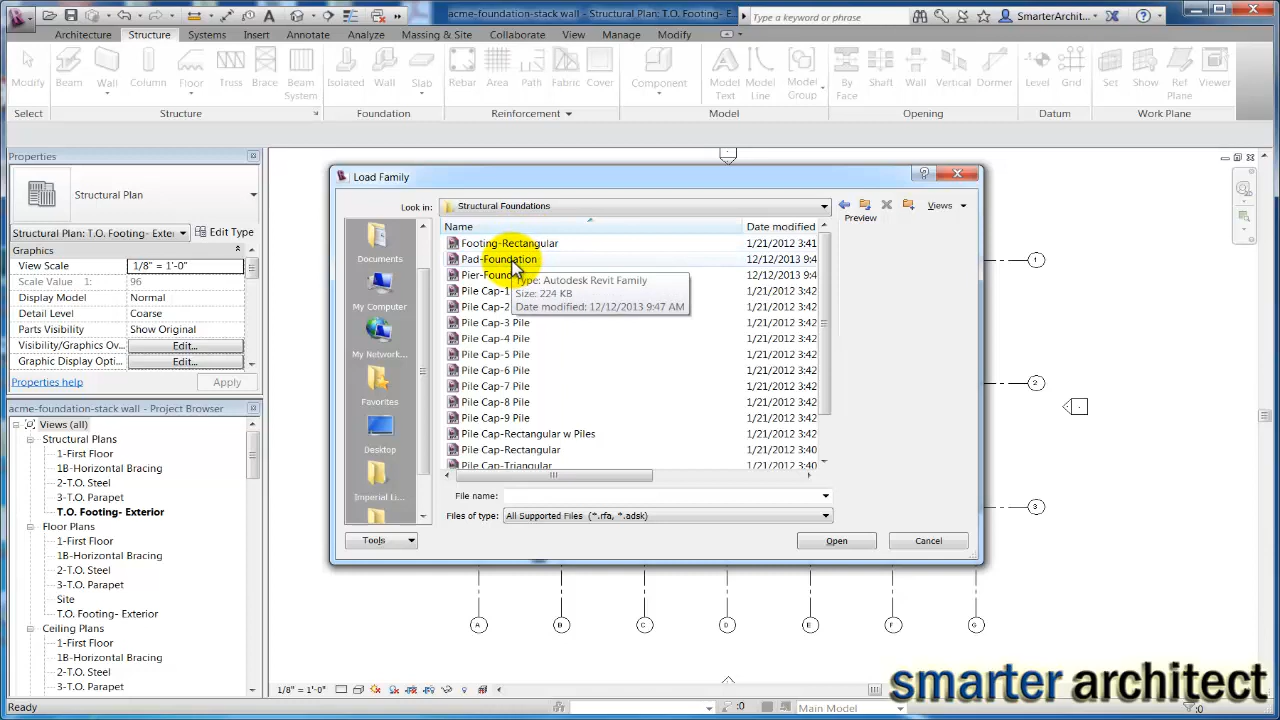 acme-foundation-stack wall - Structural Plan: T.O. Footing- E...
Type a keyword or phrase
SmarterArchit...
Architecture Structure Systems Insert Annotate Analyze Massing & Site Collaborate View Manage Modify
Modify Beam Wall Column Floor Truss Brace Beam System Isolated Wall Slab Rebar Area Path Fabric Cover Component Model Text Model Line Model Group By Face Shaft Wall Vertical Dormer Level Grid Set Show Ref Plane Viewer
Select Structure Foundation Reinforcement Model Opening Datum Work Plane
Properties
Structural Plan
Structural Plan: T.O. Footing- Exter Edit Type
Graphics
View Scale 1/8" = 1'-0"
Scale Value 1: 96
Display Model Normal
Detail Level Coarse
Parts Visibility Show Original
Visibility/Graphics Ov... Edit...
Graphic Display Opti... Edit...
Properties help Apply
acme-foundation-stack wall - Project Browser
Views (all)
Structural Plans
1-First Floor
1B-Horizontal Bracing
2-T.O. Steel
3-T.O. Parapet
T.O. Footing- Exterior
Floor Plans
1-First Floor
1B-Horizontal Bracing
2-T.O. Steel
3-T.O. Parapet
Site
T.O. Footing- Exterior
Ceiling Plans
1-First Floor
1B-Horizontal Bracing
2-T.O. Steel
3-T.O. Parapet
Load Family
Look in: Structural Foundations Views
Preview
Documents
My Computer
My Network...
Favorites
Desktop
Imperial Li...
Name Date modified
Footing-Rectangular 1/21/2012 3:41
Pad-Foundation 12/12/2013 9:4
Pier-Found 12/12/2013 9:4
Type: Autodesk Revit Family
Size: 224 KB
Date modified: 12/12/2013 9:47 AM
Pile Cap-1 1/21/2012 3:42
Pile Cap-2 1/21/2012 3:42
Pile Cap-3 Pile 1/21/2012 3:42
Pile Cap-4 Pile 1/21/2012 3:42
Pile Cap-5 Pile 1/21/2012 3:42
Pile Cap-6 Pile 1/21/2012 3:42
Pile Cap-7 Pile 1/21/2012 3:42
Pile Cap-8 Pile 1/21/2012 3:42
Pile Cap-9 Pile 1/21/2012 3:42
Pile Cap-Rectangular w Piles 1/21/2012 3:42
Pile Cap-Rectangular 1/21/2012 3:40
Pile Cap-Triangular 1/21/2012 3:40
File name:
Files of type: All Supported Files (*.rfa, *.adsk)
Tools Open Cancel
1
2
3
A B C D E F G
1/8" = 1'-0"
Ready :0 Main Model :0
smarter architect